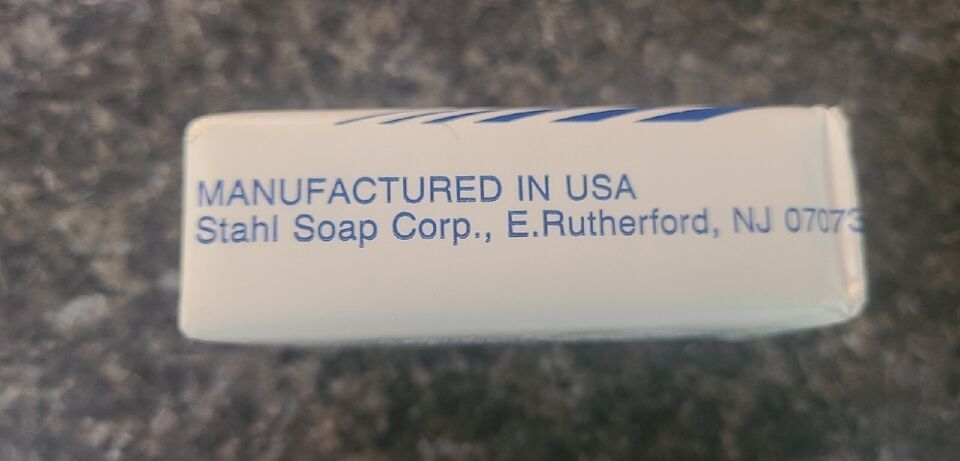 MANUFACTURED IN USA
Stahl Soap Corp., E.Rutherford, NJ 07073